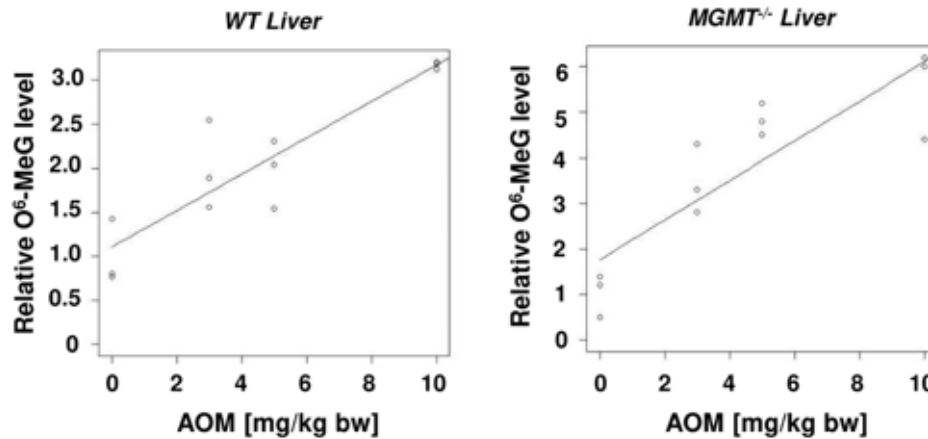 WT Liver
Relative O⁶-MeG level
3.0
2.5
2.0
1.5
1.0
0.5
0
0 2 4 6 8 10
AOM [mg/kg bw]
MGMT⁻/⁻ Liver
Relative O⁶-MeG level
6
5
4
3
2
1
0
0 2 4 6 8 10
AOM [mg/kg bw]